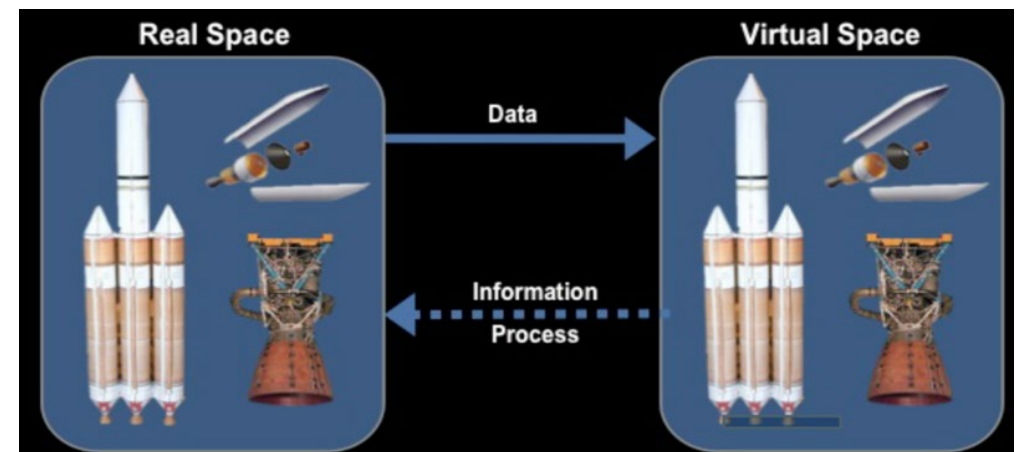 Real Space
Virtual Space
Data
Information
Process